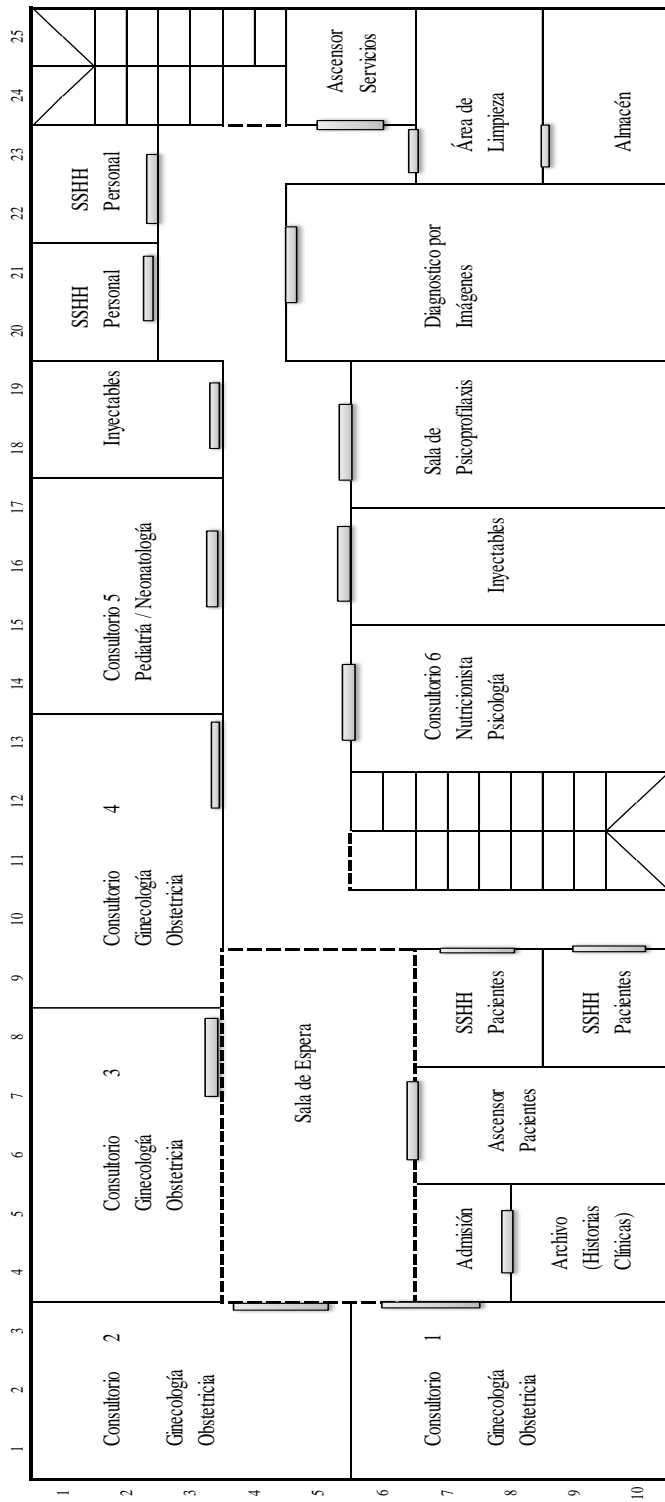 1 2 3 4 5 6 7 8 9 10 11 12 13 14 15 16 17 18 19 20 21 22 23 24 25
1
2
3
4
5
6
7
8
9
10
Consultorio 2
Ginecología
Obstetricia
Consultorio 3
Ginecología
Obstetricia
Consultorio 4
Ginecología
Obstetricia
Consultorio 5
Pediatría / Neonatología
Inyectables
SSHH
Personal
SSHH
Personal
Sala de Espera
Ascensor
Servicios
Consultorio 1
Ginecología
Obstetricia
Admisión
Archivo
(Historias
Clínicas)
Ascensor
Pacientes
SSHH
Pacientes
SSHH
Pacientes
Consultorio 6
Nutricionista
Psicología
Inyectables
Sala de
Psicoprofilaxis
Diagnostico por
Imágenes
Área de
Limpieza
Almacén